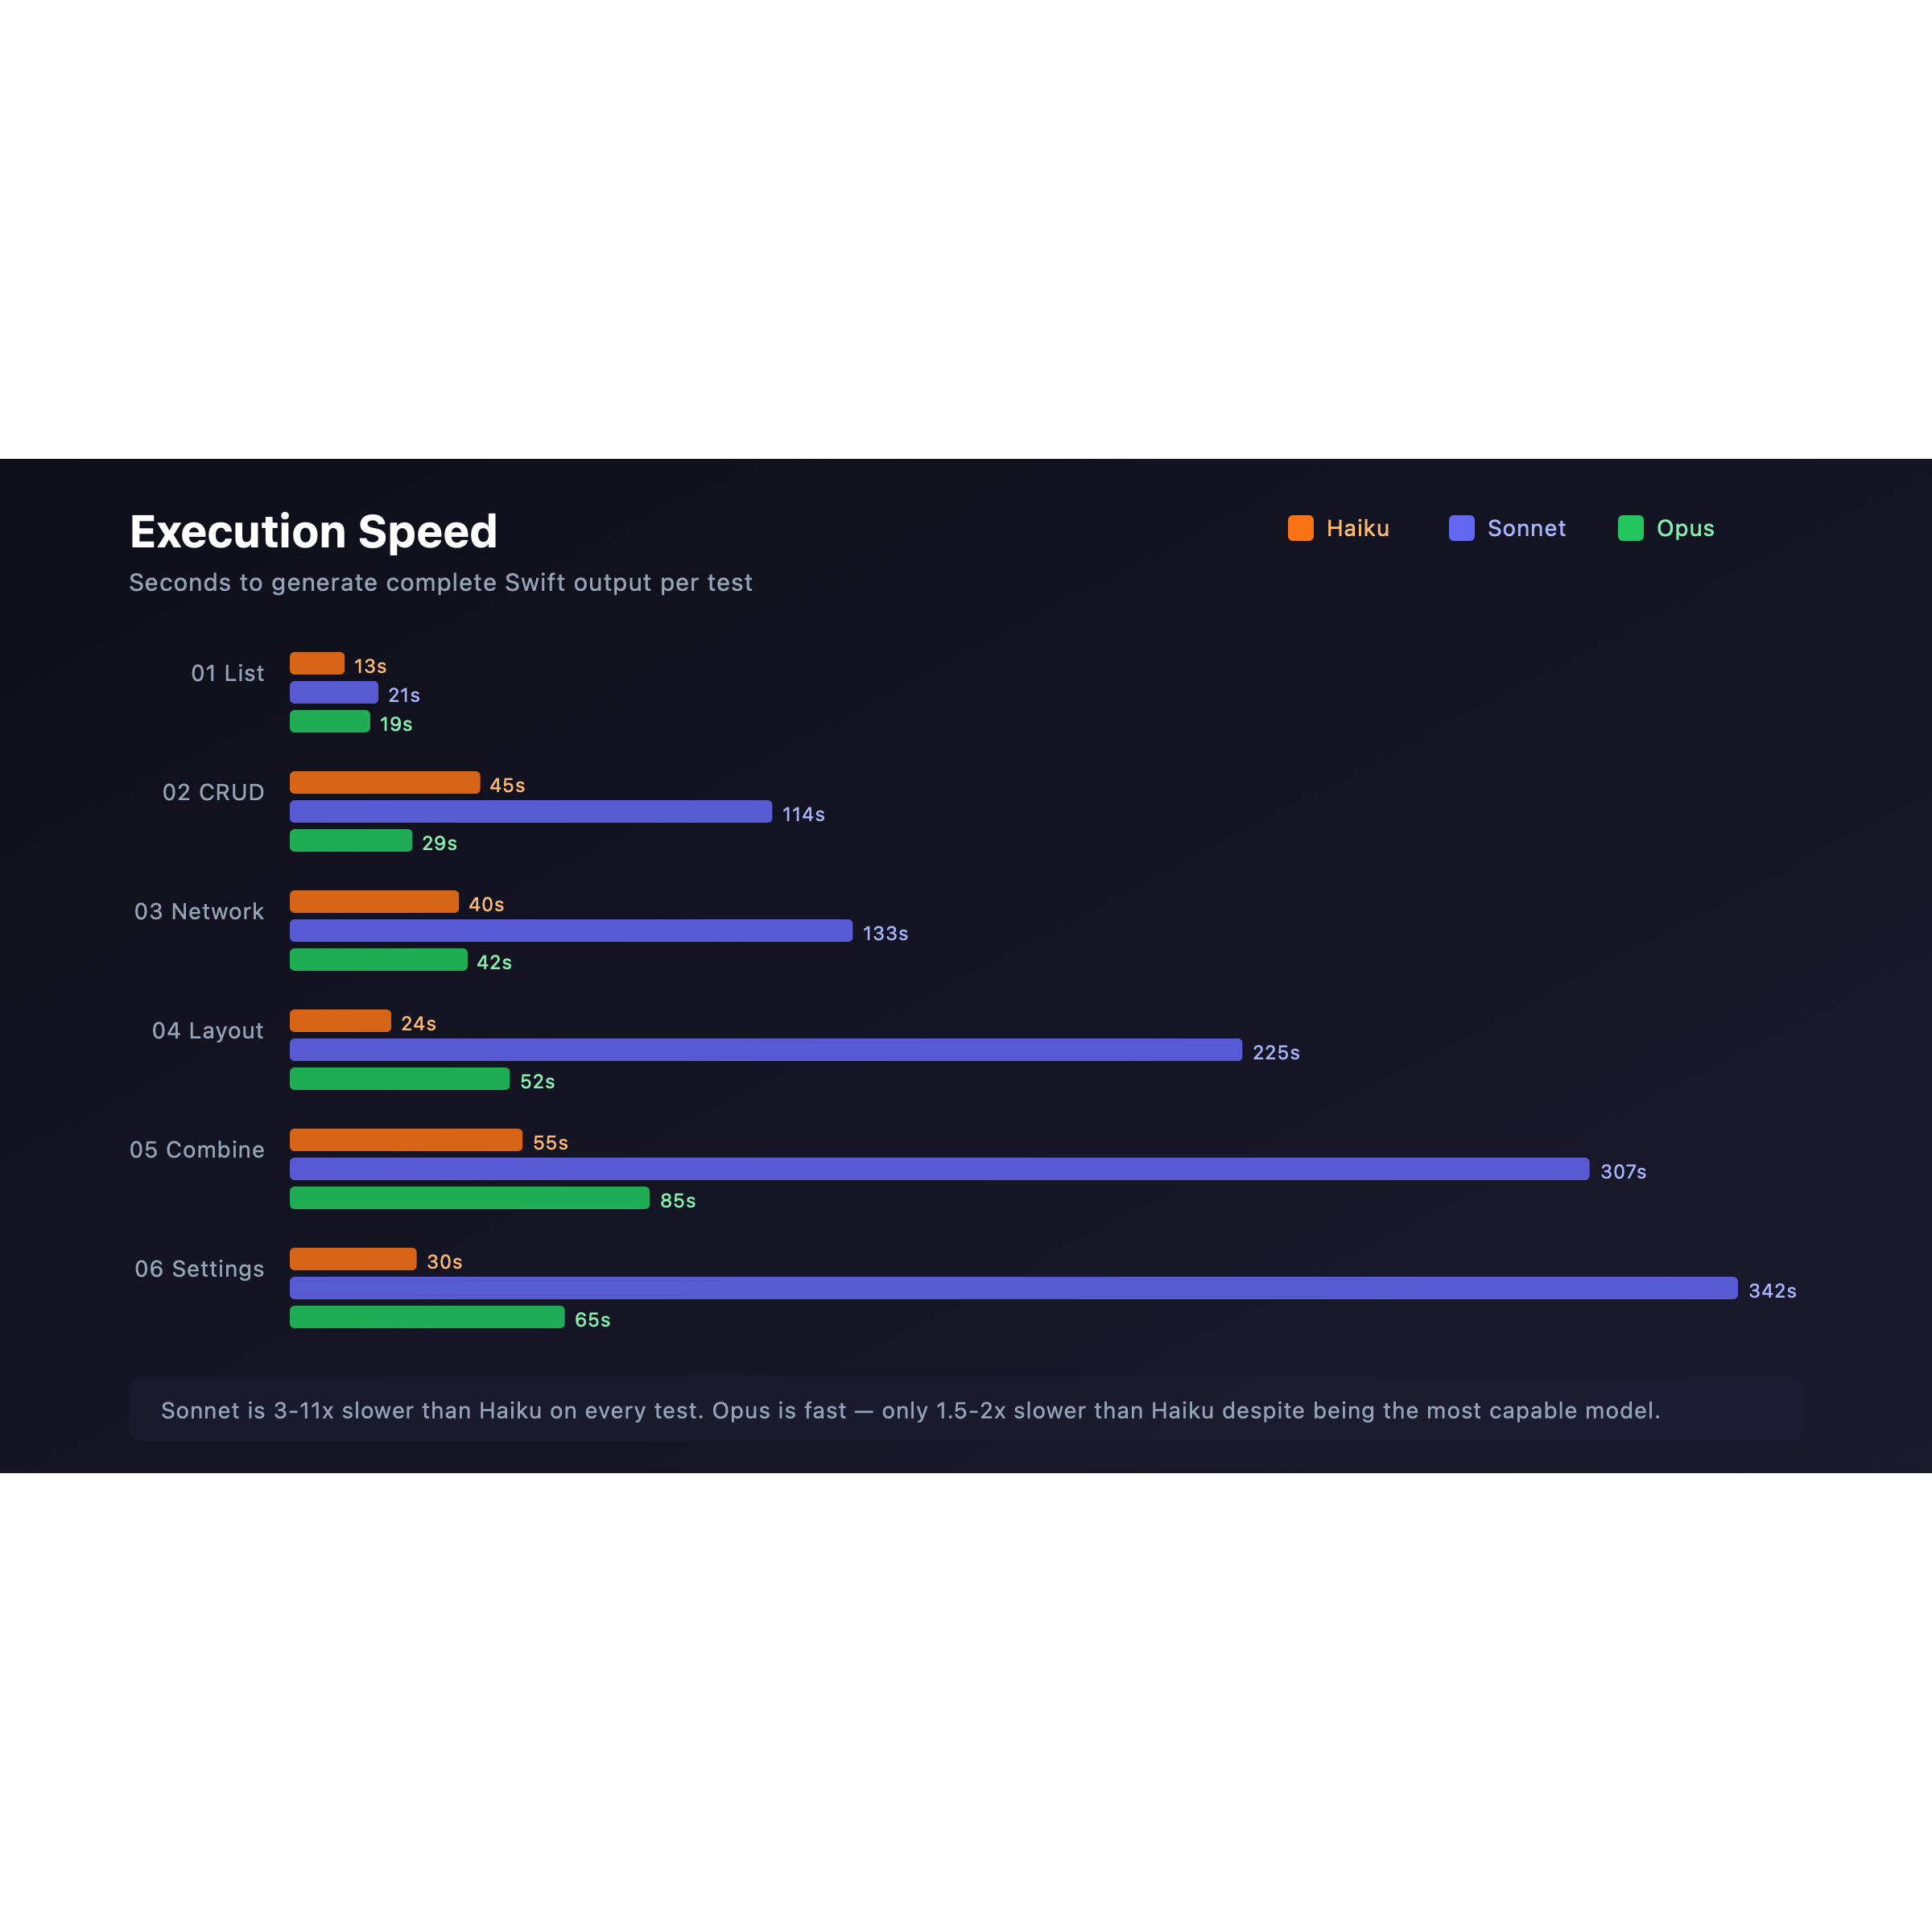 Execution Speed
Haiku
Sonnet
Opus
Seconds to generate complete Swift output per test
01 List
13s
21s
19s
02 CRUD
45s
114s
29s
03 Network
40s
133s
42s
04 Layout
24s
225s
52s
05 Combine
55s
307s
85s
06 Settings
30s
342s
65s
Sonnet is 3-11x slower than Haiku on every test. Opus is fast — only 1.5-2x slower than Haiku despite being the most capable model.